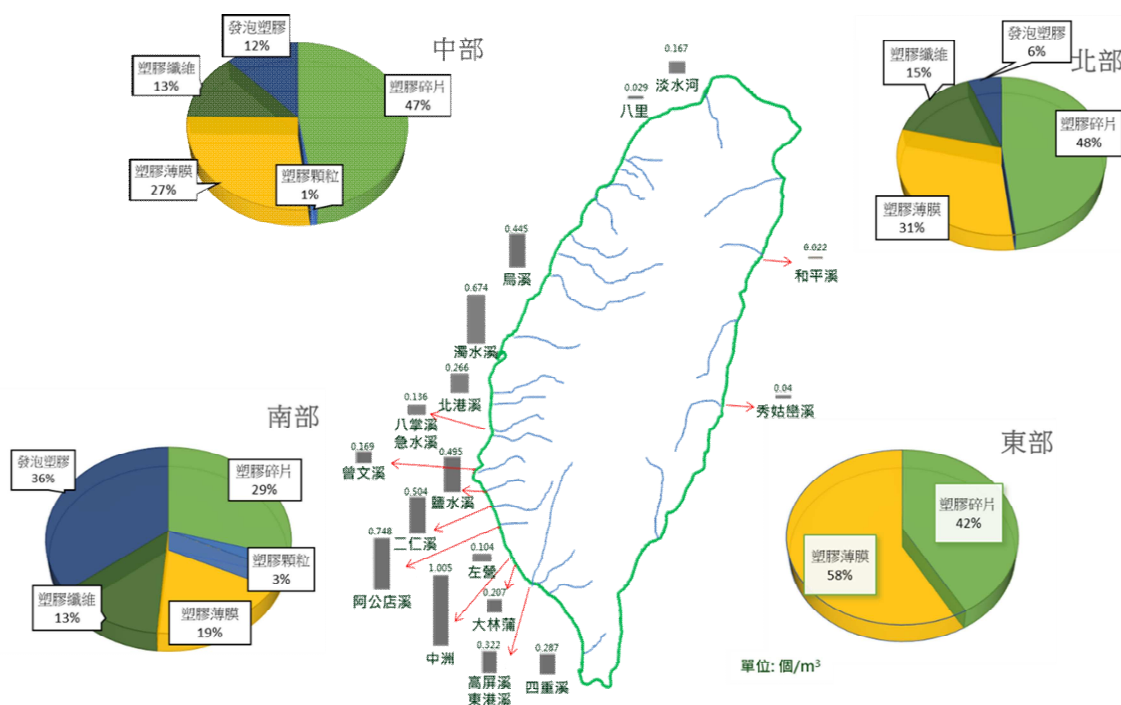 中部
發泡塑膠
12%
塑膠纖維
13%
塑膠碎片
47%
塑膠薄膜
27%
塑膠顆粒
1%
北部
發泡塑膠
6%
塑膠纖維
15%
塑膠碎片
48%
塑膠薄膜
31%
0.167
淡水河
0.029
八里
0.022
和平溪
0.445
烏溪
0.674
濁水溪
0.266
北港溪
0.136
八掌溪
急水溪
0.04
秀姑巒溪
0.169
曾文溪
0.495
鹽水溪
0.504
二仁溪
0.748
阿公店溪
0.104
左營
1.005
中洲
0.207
大林蒲
0.322
高屏溪
東港溪
0.287
四重溪
南部
發泡塑膠
36%
塑膠碎片
29%
塑膠顆粒
3%
塑膠纖維
13%
塑膠薄膜
19%
東部
塑膠碎片
42%
塑膠薄膜
58%
單位: 個/m³